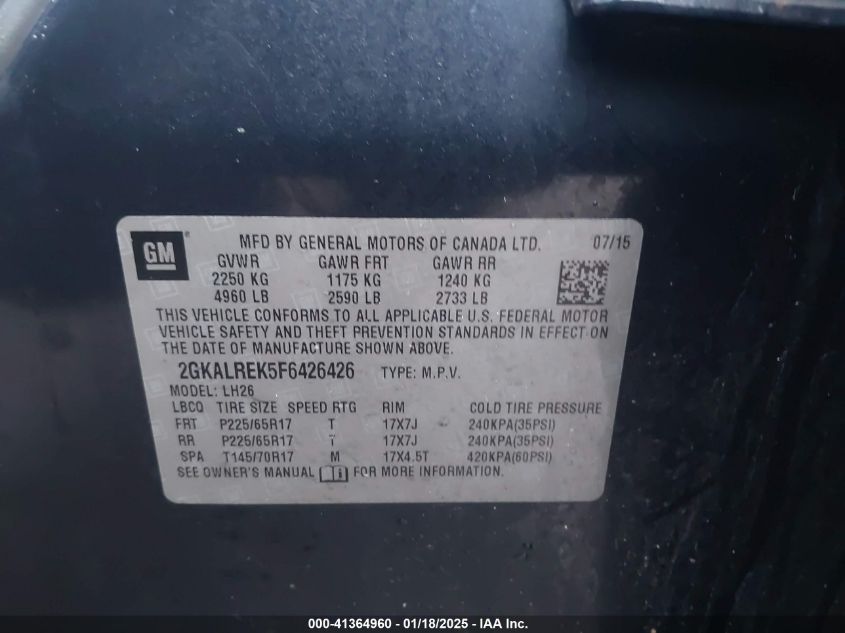 GM
MFD BY GENERAL MOTORS OF CANADA LTD. 07/15
GVWR GAWR FRT GAWR RR
2250 KG 1175 KG 1240 KG
4960 LB 2590 LB 2733 LB
THIS VEHICLE CONFORMS TO ALL APPLICABLE U.S. FEDERAL MOTOR
VEHICLE SAFETY AND THEFT PREVENTION STANDARDS IN EFFECT ON
THE DATE OF MANUFACTURE SHOWN ABOVE.
2GKALREK5F6426426 TYPE: M.P.V.
MODEL: LH26
LBCQ TIRE SIZE SPEED RTG RIM COLD TIRE PRESSURE
FRT P225/65R17 T 17X7J 240KPA(35PSI)
RR P225/65R17 T 17X7J 240KPA(35PSI)
SPA T145/70R17 M 17X4.5T 420KPA(60PSI)
SEE OWNER'S MANUAL FOR MORE INFORMATION.
000-41364960 - 01/18/2025 - IAA Inc.